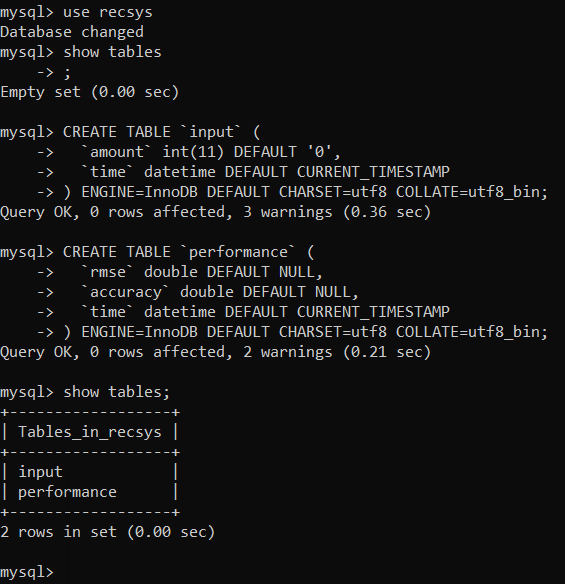 mysql> use recsys
Database changed
mysql> show tables
    -> ;
Empty set (0.00 sec)

mysql> CREATE TABLE `input` (
    ->   `amount` int(11) DEFAULT '0',
    ->   `time` datetime DEFAULT CURRENT_TIMESTAMP
    -> ) ENGINE=InnoDB DEFAULT CHARSET=utf8 COLLATE=utf8_bin;
Query OK, 0 rows affected, 3 warnings (0.36 sec)

mysql> CREATE TABLE `performance` (
    ->   `rmse` double DEFAULT NULL,
    ->   `accuracy` double DEFAULT NULL,
    ->   `time` datetime DEFAULT CURRENT_TIMESTAMP
    -> ) ENGINE=InnoDB DEFAULT CHARSET=utf8 COLLATE=utf8_bin;
Query OK, 0 rows affected, 2 warnings (0.21 sec)

mysql> show tables;
+------------------+
| Tables_in_recsys |
+------------------+
| input            |
| performance      |
+------------------+
2 rows in set (0.00 sec)

mysql>